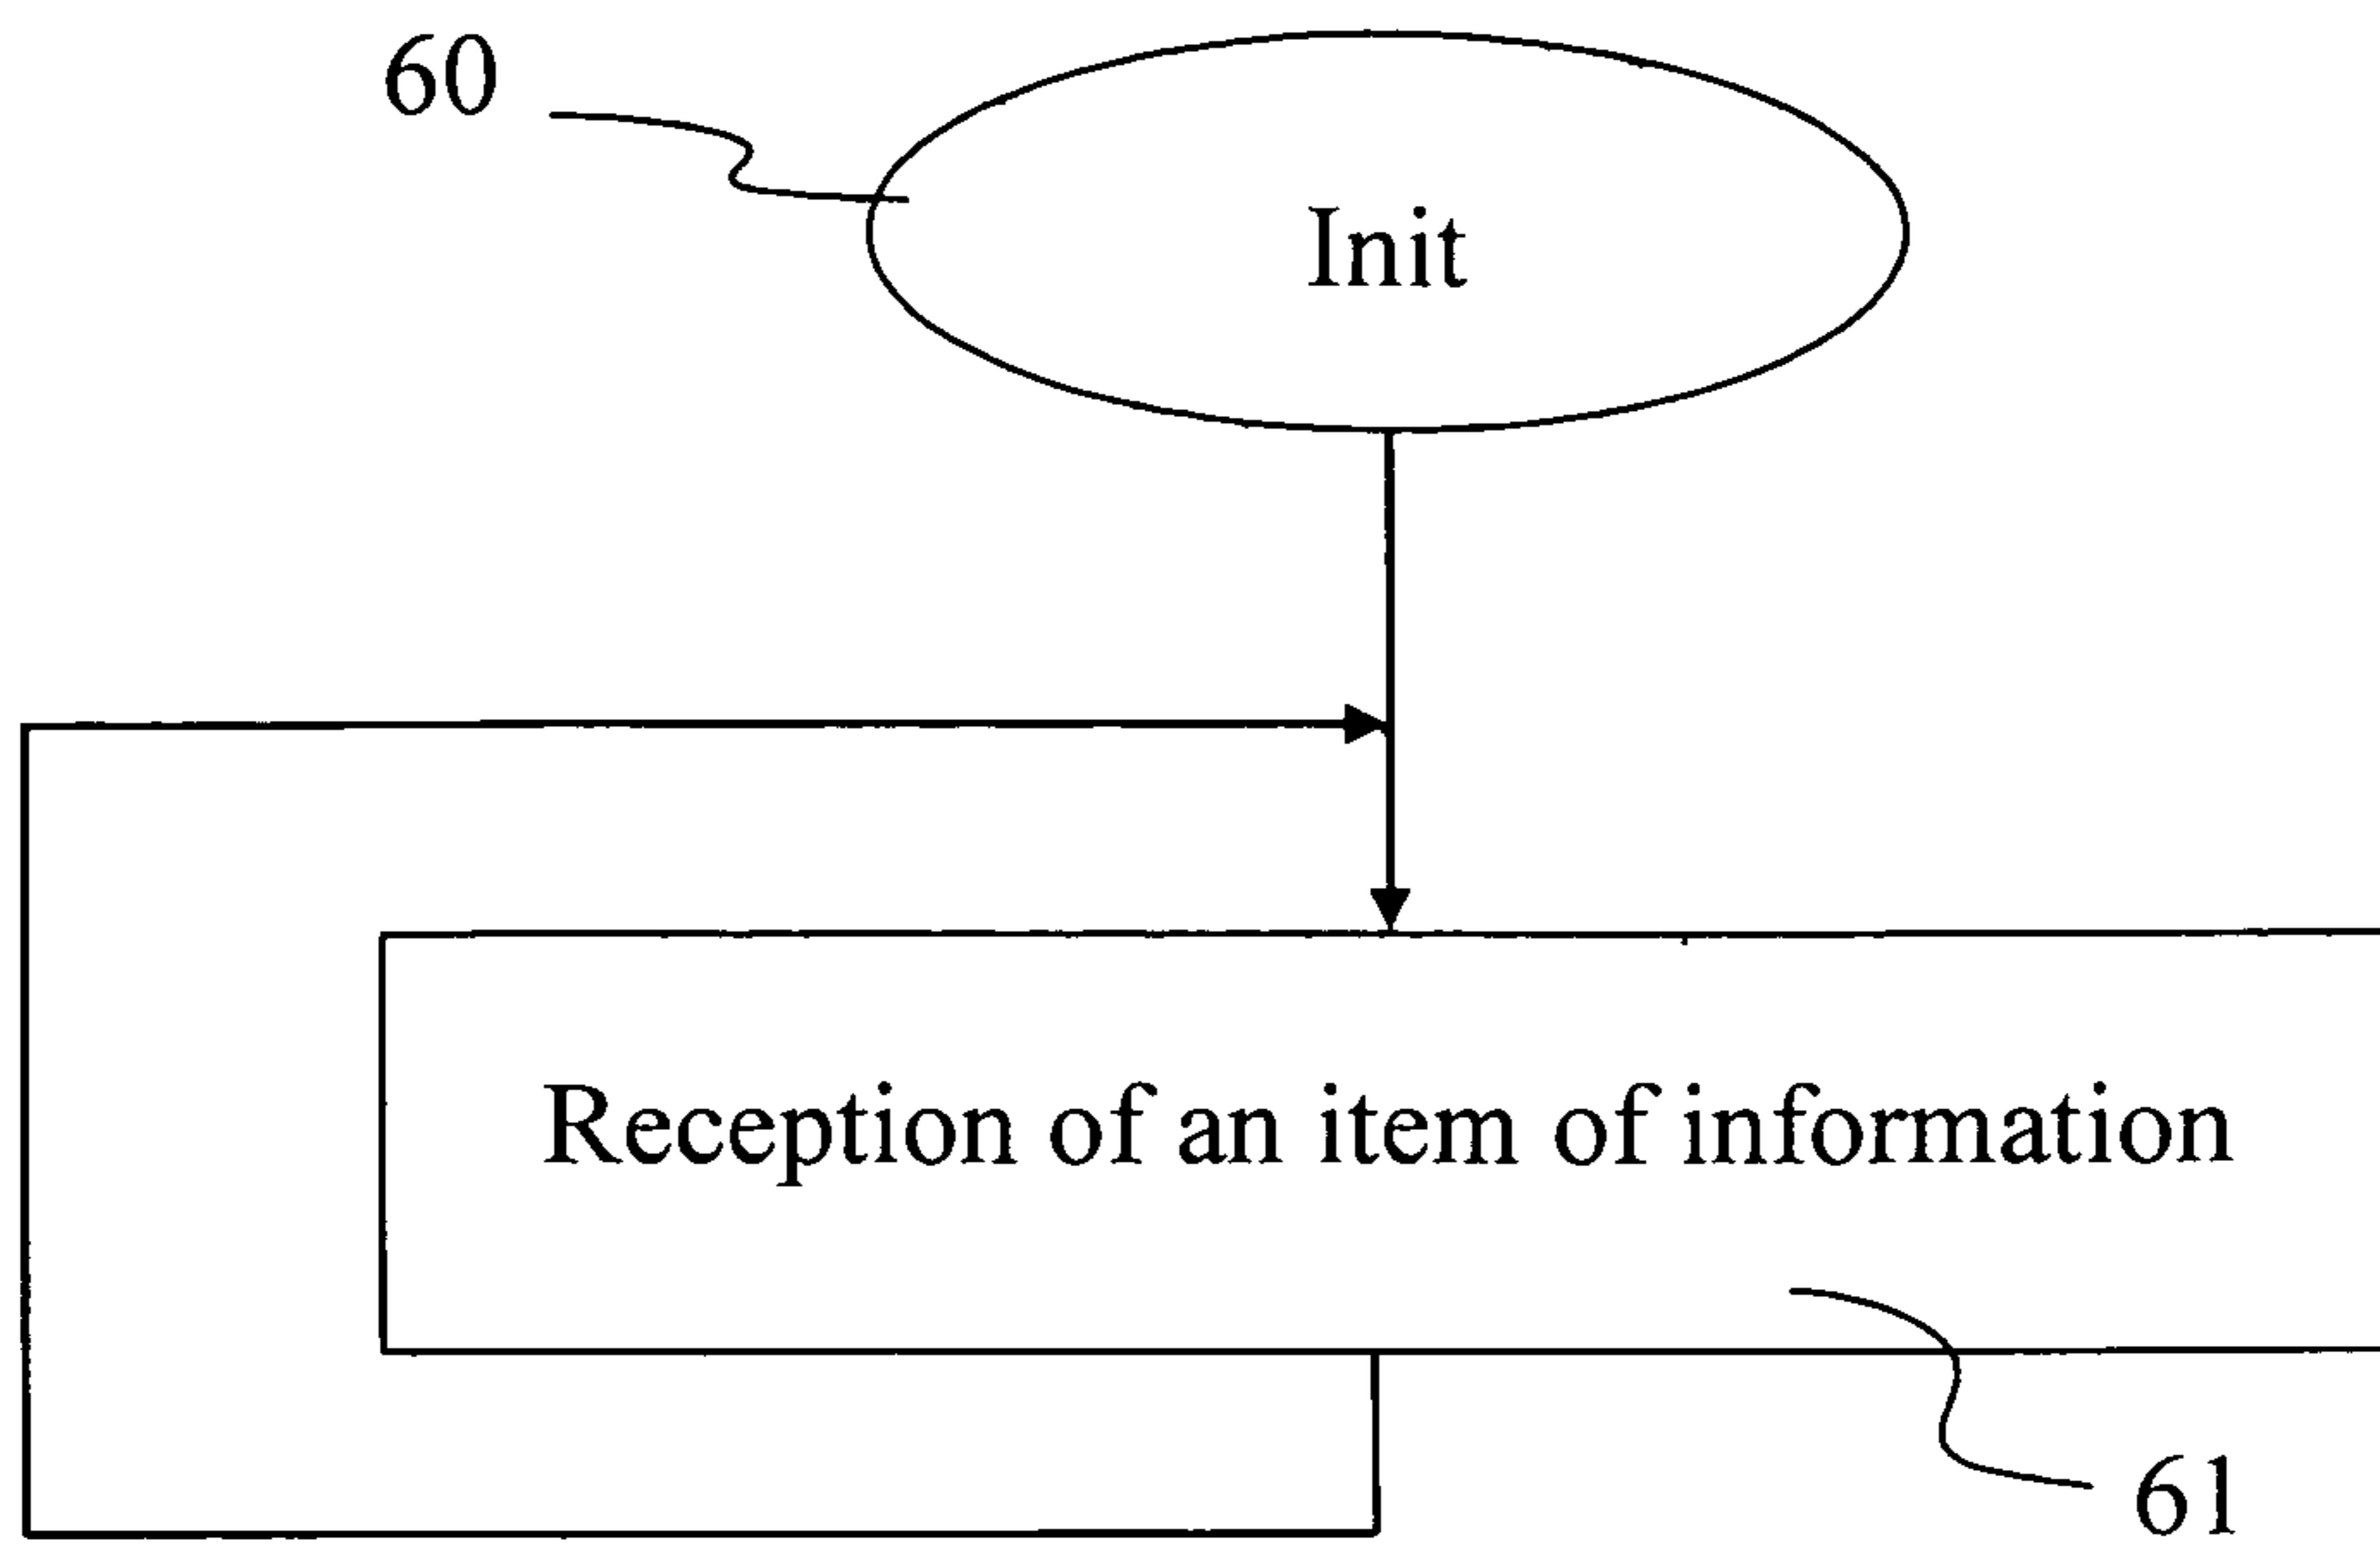 60
Init
Reception of an item of information
61